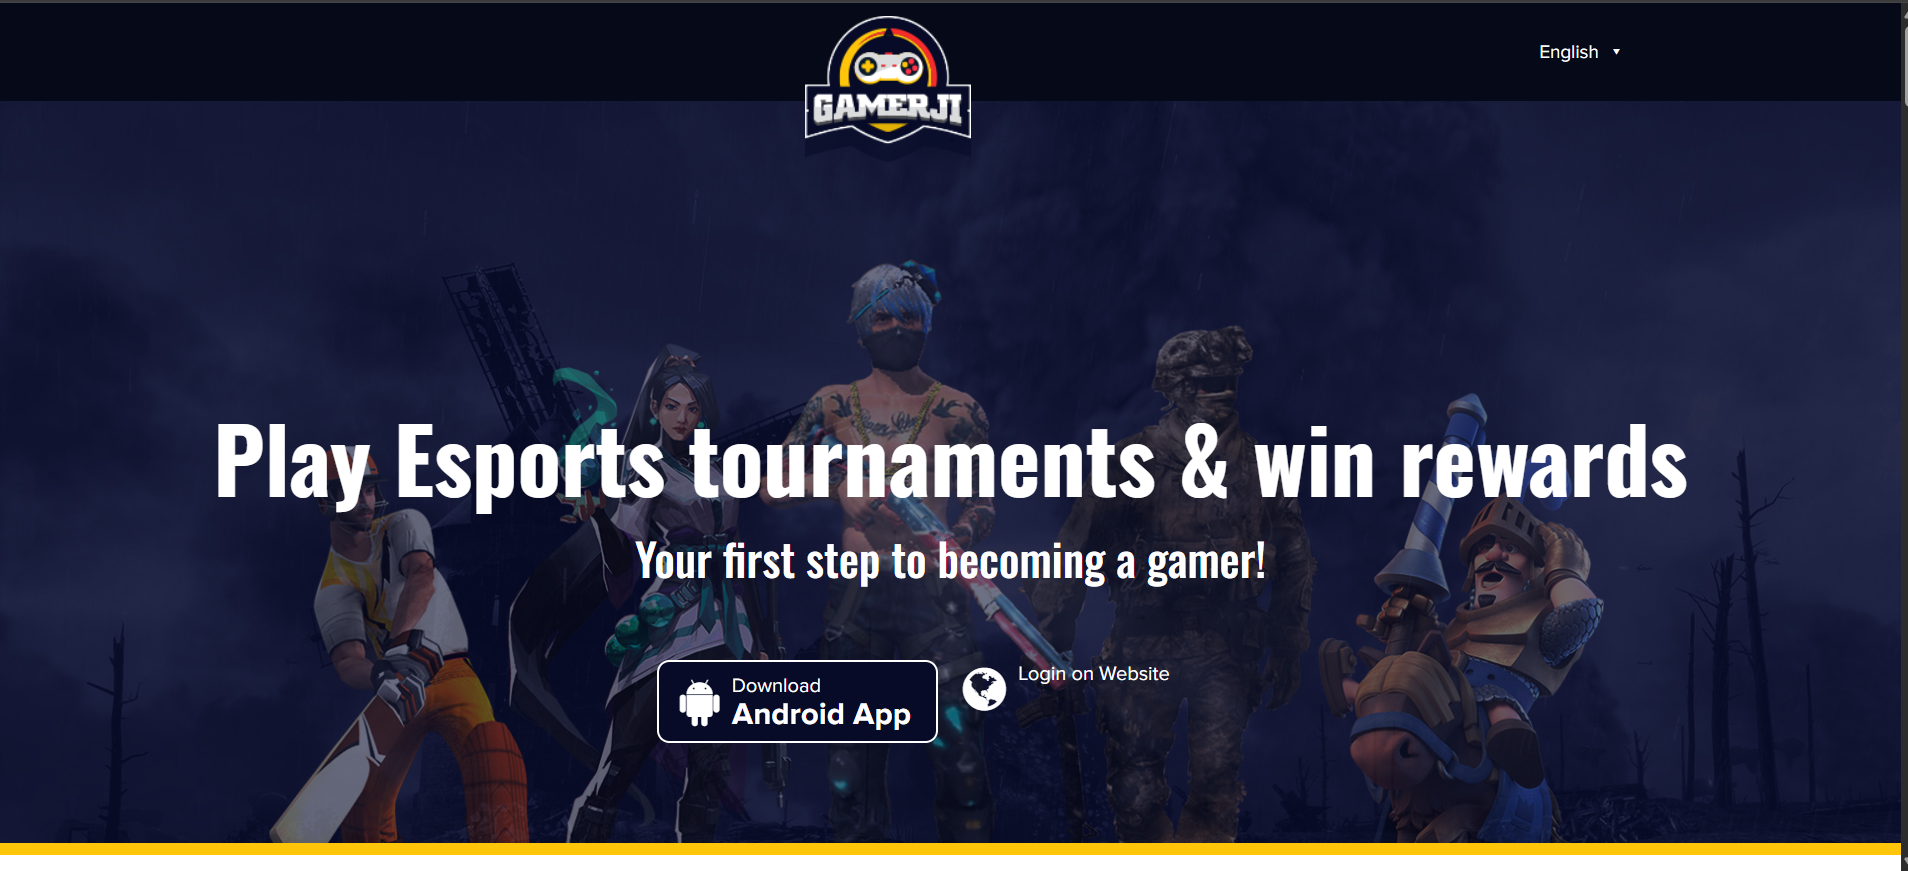 GAMERJI
English
Play Esports tournaments & win rewards
Your first step to becoming a gamer!
Download
Android App
Login on Website